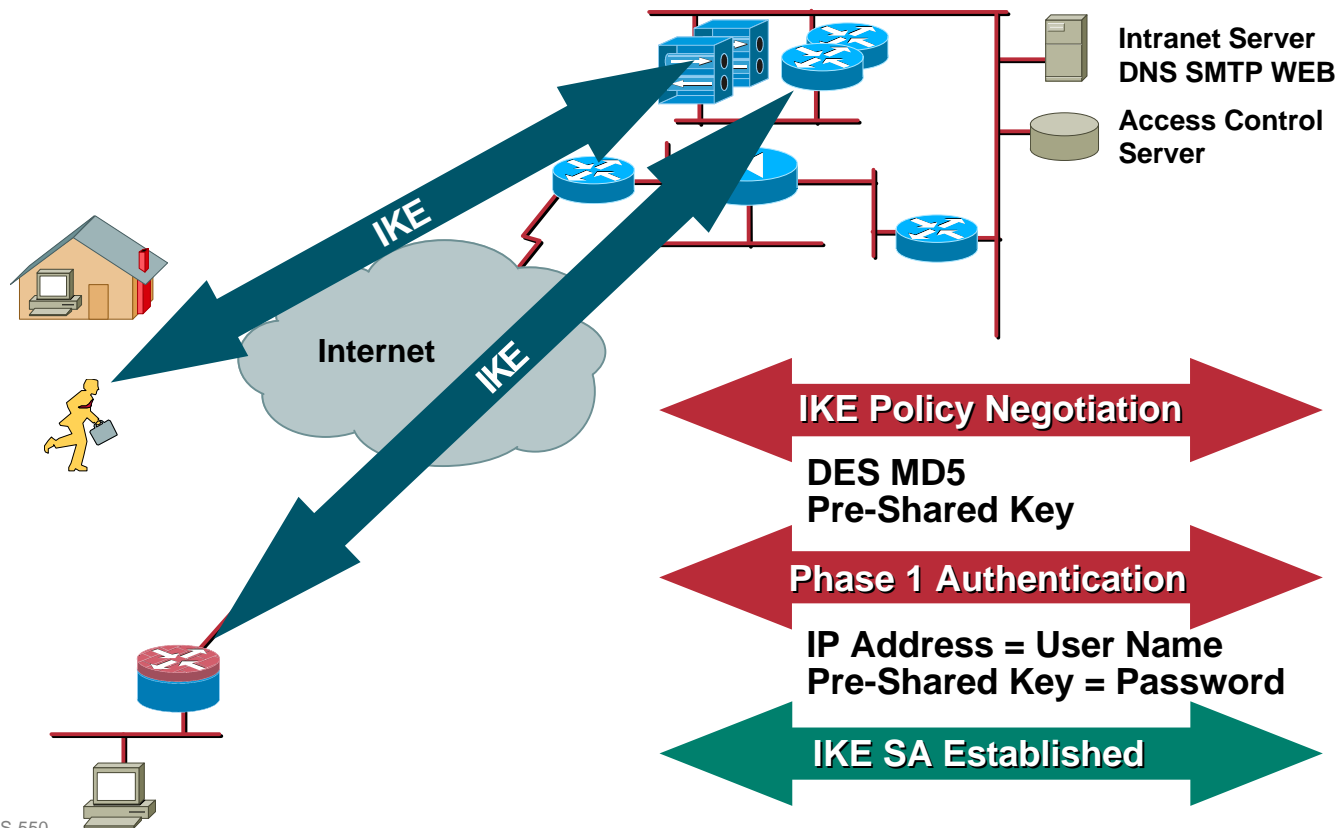 Intranet Server
DNS SMTP WEB
Access Control
Server
IKE
Internet
IKE
IKE Policy Negotiation
DES MD5
Pre-Shared Key
Phase 1 Authentication
IP Address = User Name
Pre-Shared Key = Password
IKE SA Established